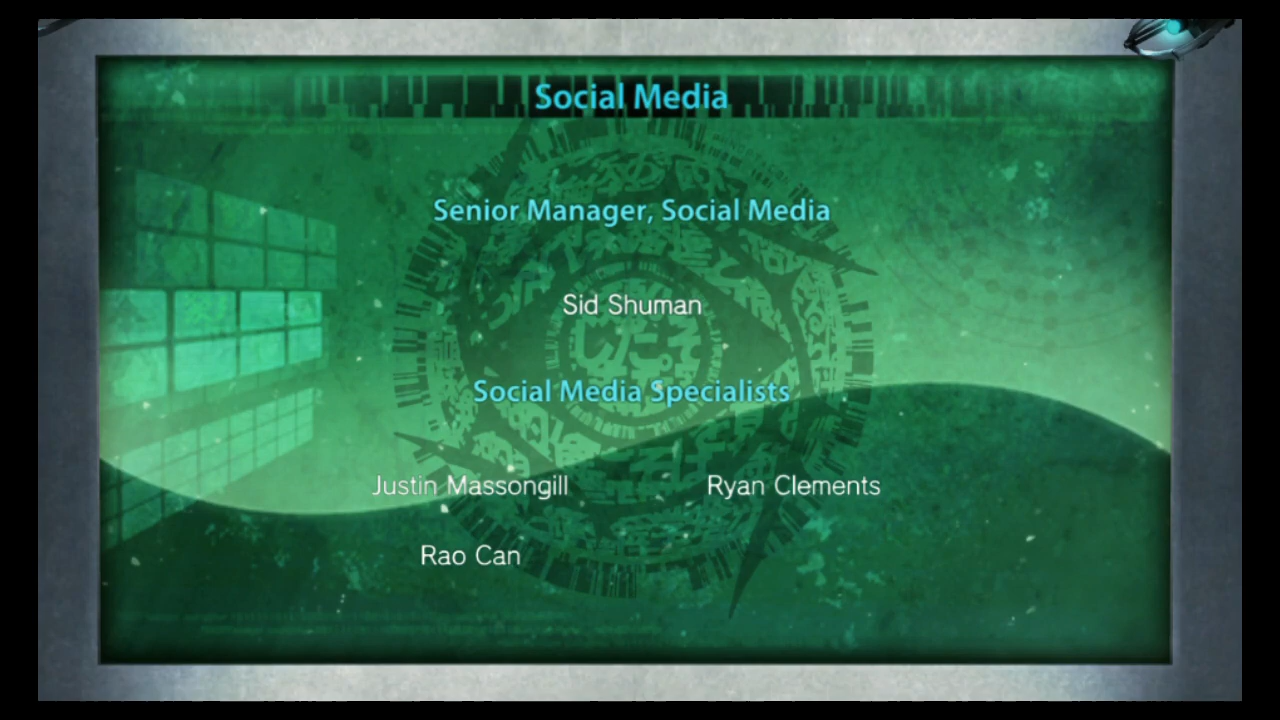 Social Media
Senior Manager, Social Media
Sid Shuman
Social Media Specialists
Justin Massongill Ryan Clements
Rao Can